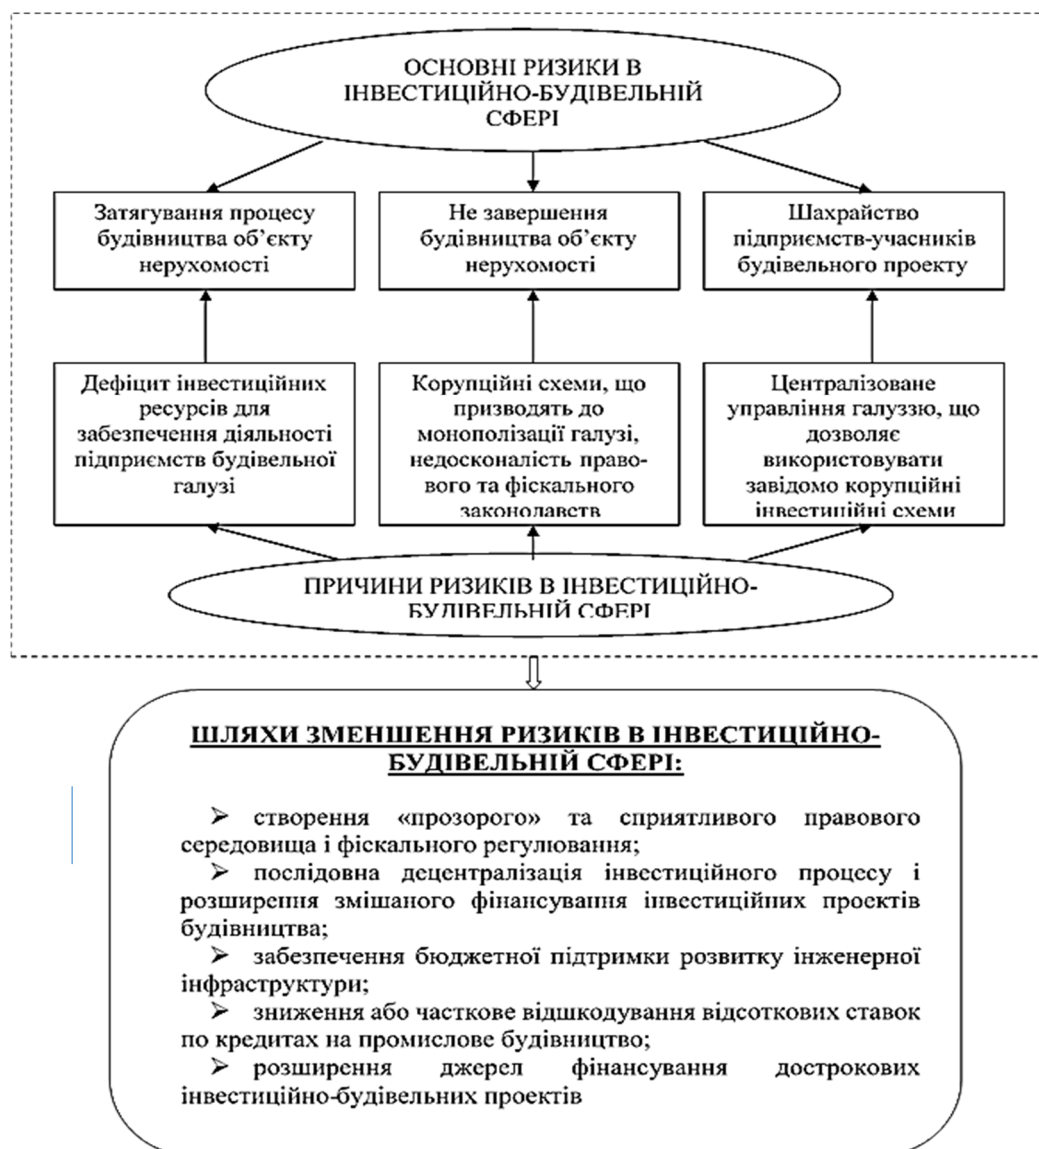 ОСНОВНІ РИЗИКИ В
ІНВЕСТИЦІЙНО-БУДІВЕЛЬНІЙ
СФЕРІ
Затягування процесу
будівництва об’єкту
нерухомості
Не завершення
будівництва об’єкту
нерухомості
Шахрайство
підприємств-учасників
будівельного проекту
Дефіцит інвестиційних
ресурсів для
забезпечення діяльності
підприємств будівельної
галузі
Корупційні схеми, що
призводять до
монополізації галузі,
недосконалість право-
вого та фіскального
законодавств
Централізоване
управління галуззю, що
дозволяє
використовувати
завідомо корупційні
інвестиційні схеми
ПРИЧИНИ РИЗИКІВ В ІНВЕСТИЦІЙНО-
БУДІВЕЛЬНІЙ СФЕРІ
ШЛЯХИ ЗМЕНШЕННЯ РИЗИКІВ В ІНВЕСТИЦІЙНО-
БУДІВЕЛЬНІЙ СФЕРІ:
➢ створення «прозорого» та сприятливого правового
середовища і фіскального регулювання;
➢ послідовна децентралізація інвестиційного процесу і
розширення змішаного фінансування інвестиційних проектів
будівництва;
➢ забезпечення бюджетної підтримки розвитку інженерної
інфраструктури;
➢ зниження або часткове відшкодування відсоткових ставок
по кредитах на промислове будівництво;
➢ розширення джерел фінансування дострокових
інвестиційно-будівельних проектів